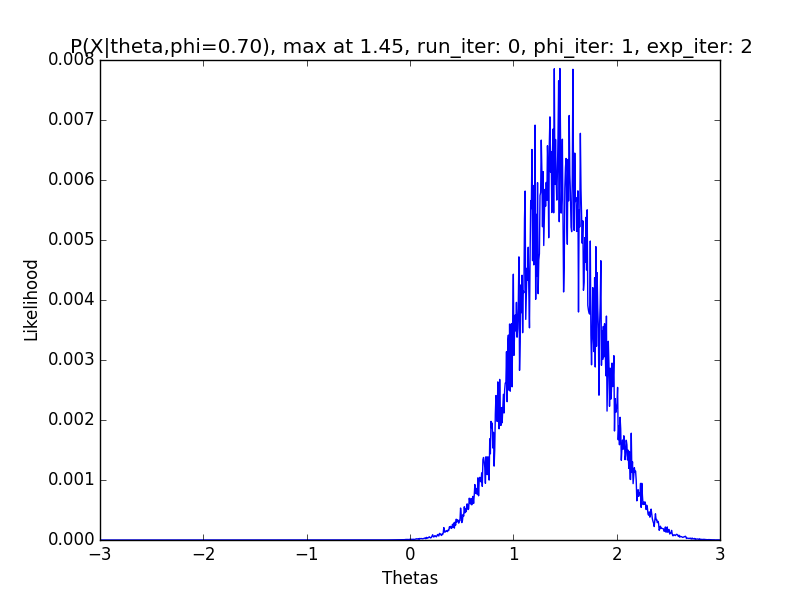 P(X|theta,phi=0.70), max at 1.45, run_iter: 0, phi_iter: 1, exp_iter: 2
0.008
0.007
0.006
0.005
0.004
0.003
0.002
0.001
0.000
Likelihood
−3 −2 −1 0 1 2 3
Thetas